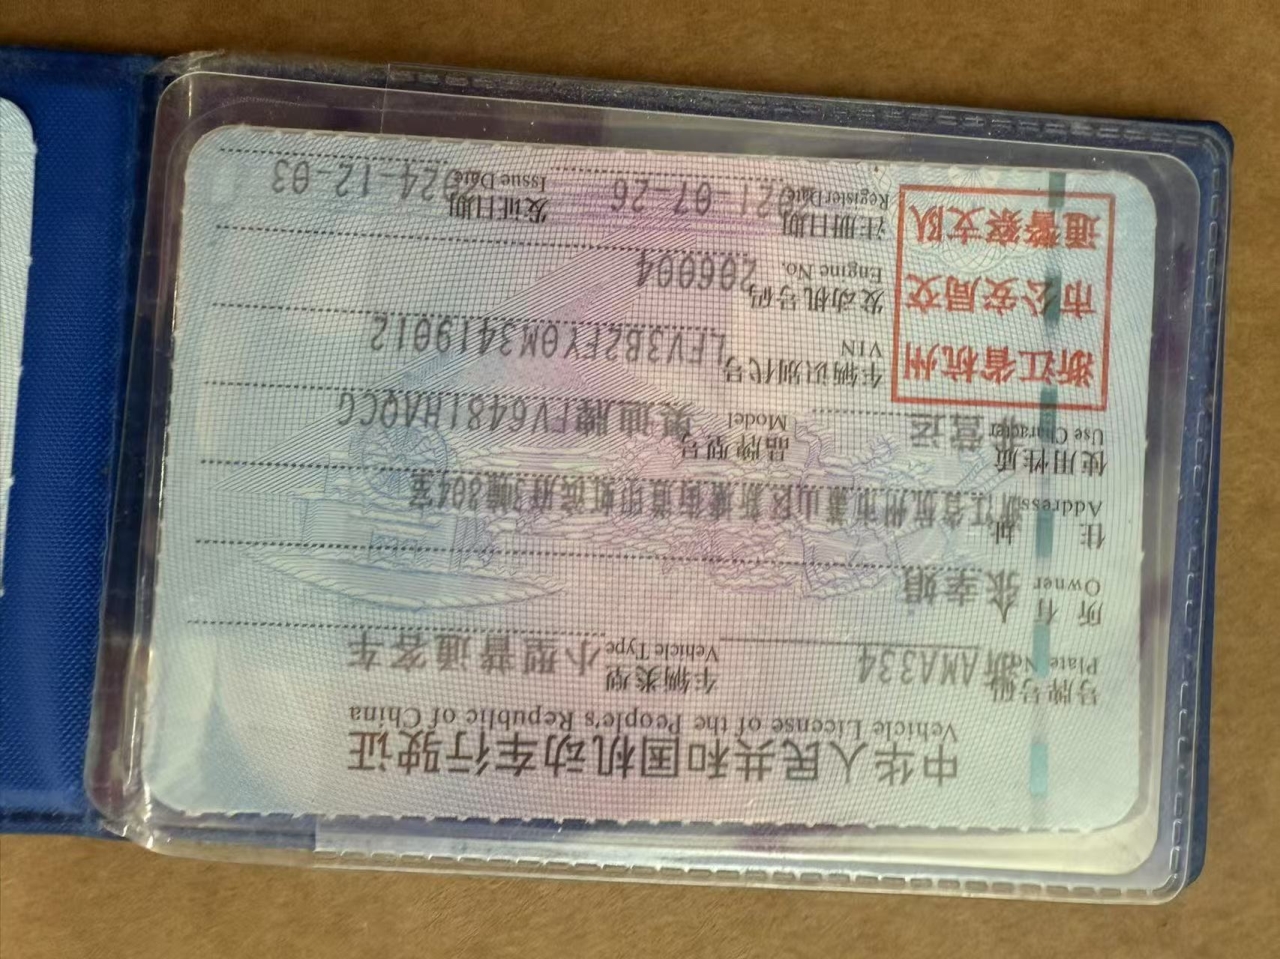 中华人民共和国机动车行驶证
Vehicle License of the People's Republic of China
号牌号码 浙AMA334 车辆类型 小型普通客车
Plate No. Vehicle Type
所有人 张幸娟
Owner
住址 浙江省杭州市萧山区新塘街道印虹滨府3幢804室
Address
使用性质 非营运 品牌型号 奥迪牌FV6481HAQCG
Use Character Model
浙江省杭州
市公安局交
通警察支队
车辆识别代号 LFV3B2FY0M3419012
VIN
发动机号码 206004
Engine No.
注册日期 2021-07-26 发证日期 2024-12-03
Register Date Issue Date